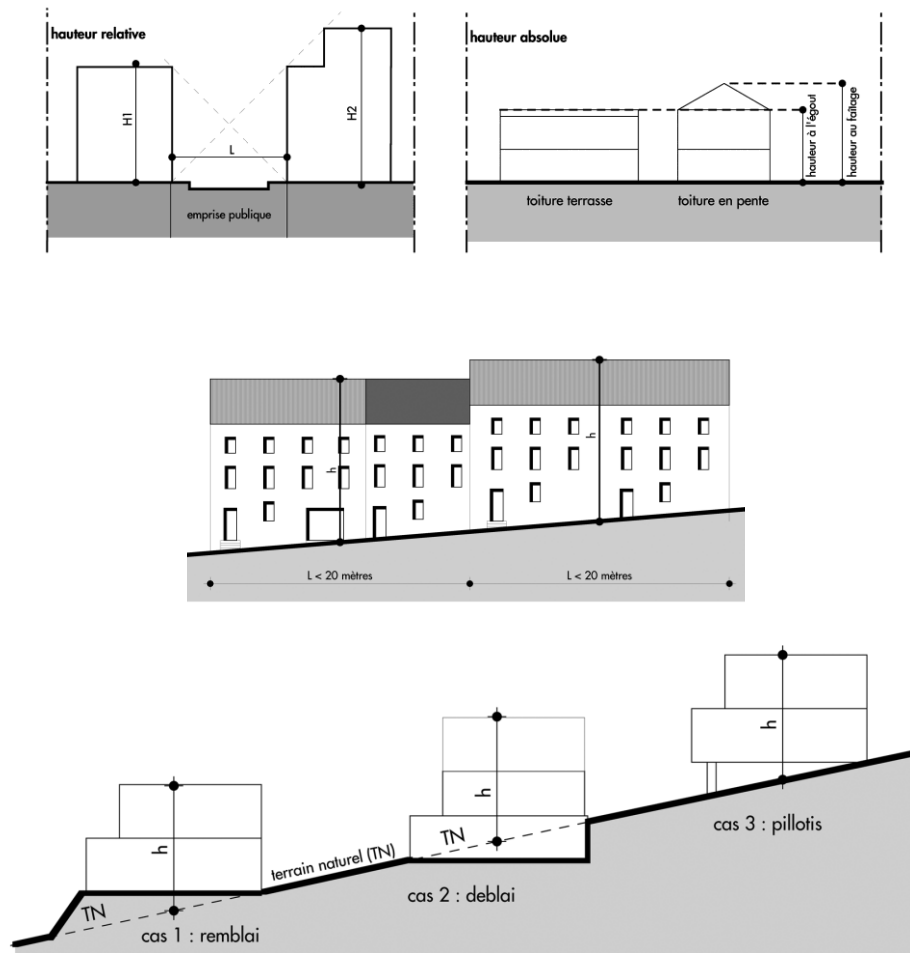 hauteur relative
H1
L
H2
emprise publique
hauteur absolue
hauteur à l'égout
hauteur au faîtage
toiture terrasse
toiture en pente
h
h
L < 20 mètres
L < 20 mètres
h
cas 3 : pillotis
h
TN
terrain naturel (TN)
cas 2 : deblai
h
TN
cas 1 : remblai